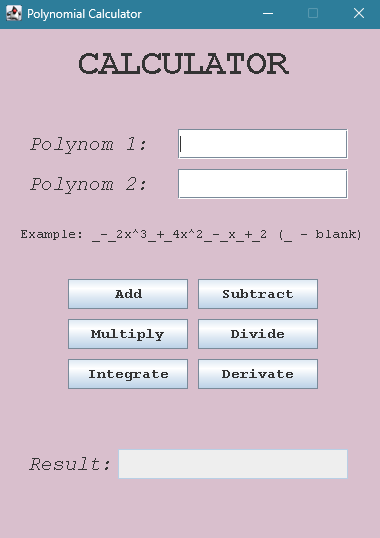 Polynomial Calculator
CALCULATOR
Polynom 1:
Polynom 2:
Example: _-_2x^3_+_4x^2_-_x_+_2 (_ - blank)
Add Subtract
Multiply Divide
Integrate Derivate
Result: